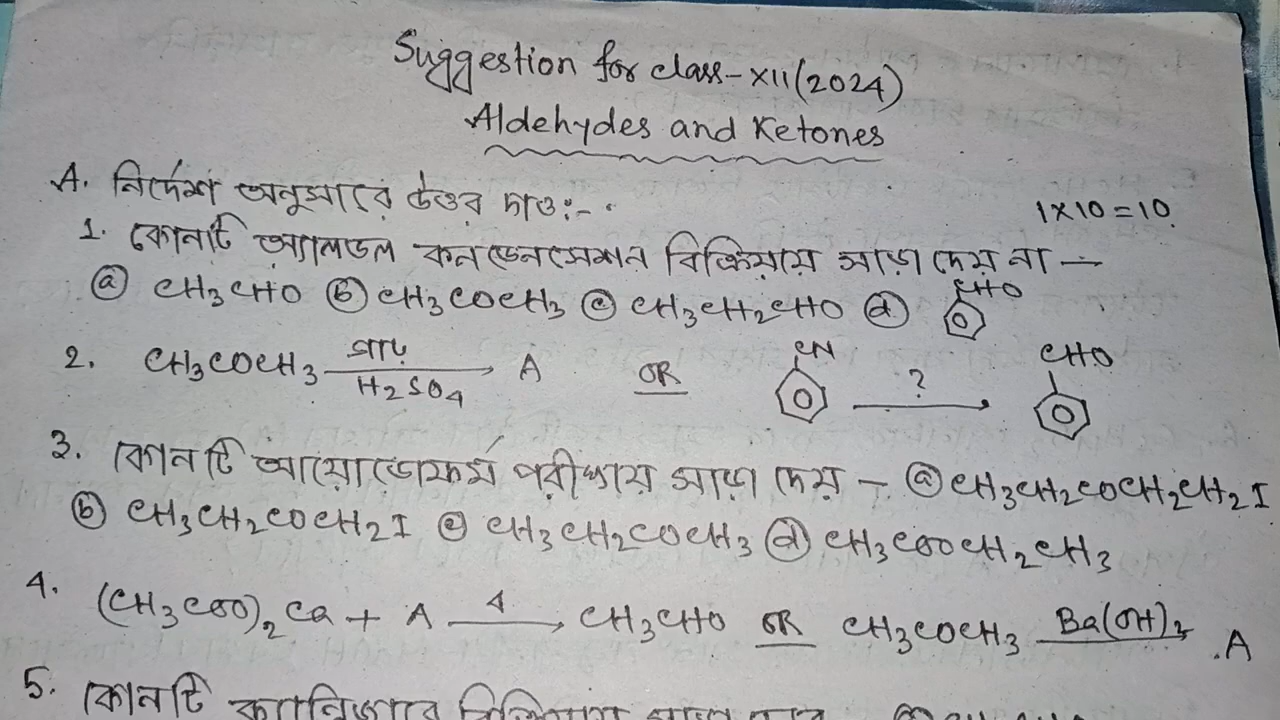 Suggestion for class-XII(2024)
Aldehydes and Ketones
A. নির্দেশ অনুসারে উত্তর দাও:-
1×10=10
1. কোনটি অ্যালডল কনডেনসেশন বিক্রিয়ায় সাড়া দেয় না —
ⓐ CH3CHO ⓑ CH3COCH3 ⓒ CH3CH2CHO ⓓ CHO
2. CH3COCH3 গাঢ় H2SO4 → A OR CN ? → CHO
3. কোনটি আয়োডোফর্ম পরীক্ষায় সাড়া দেয় – ⓐ CH3CH2COCH2CH2I
ⓑ CH3CH2COCH2I ⓒ CH3CH2COCH3 ⓓ CH3COOCH2CH3
4. (CH3COO)2Ca + A Δ → CH3CHO OR CH3COCH3 Ba(OH)2 → A
5. কোনটি ক্যানিজারো বিক্রিয়ায় সাড়া